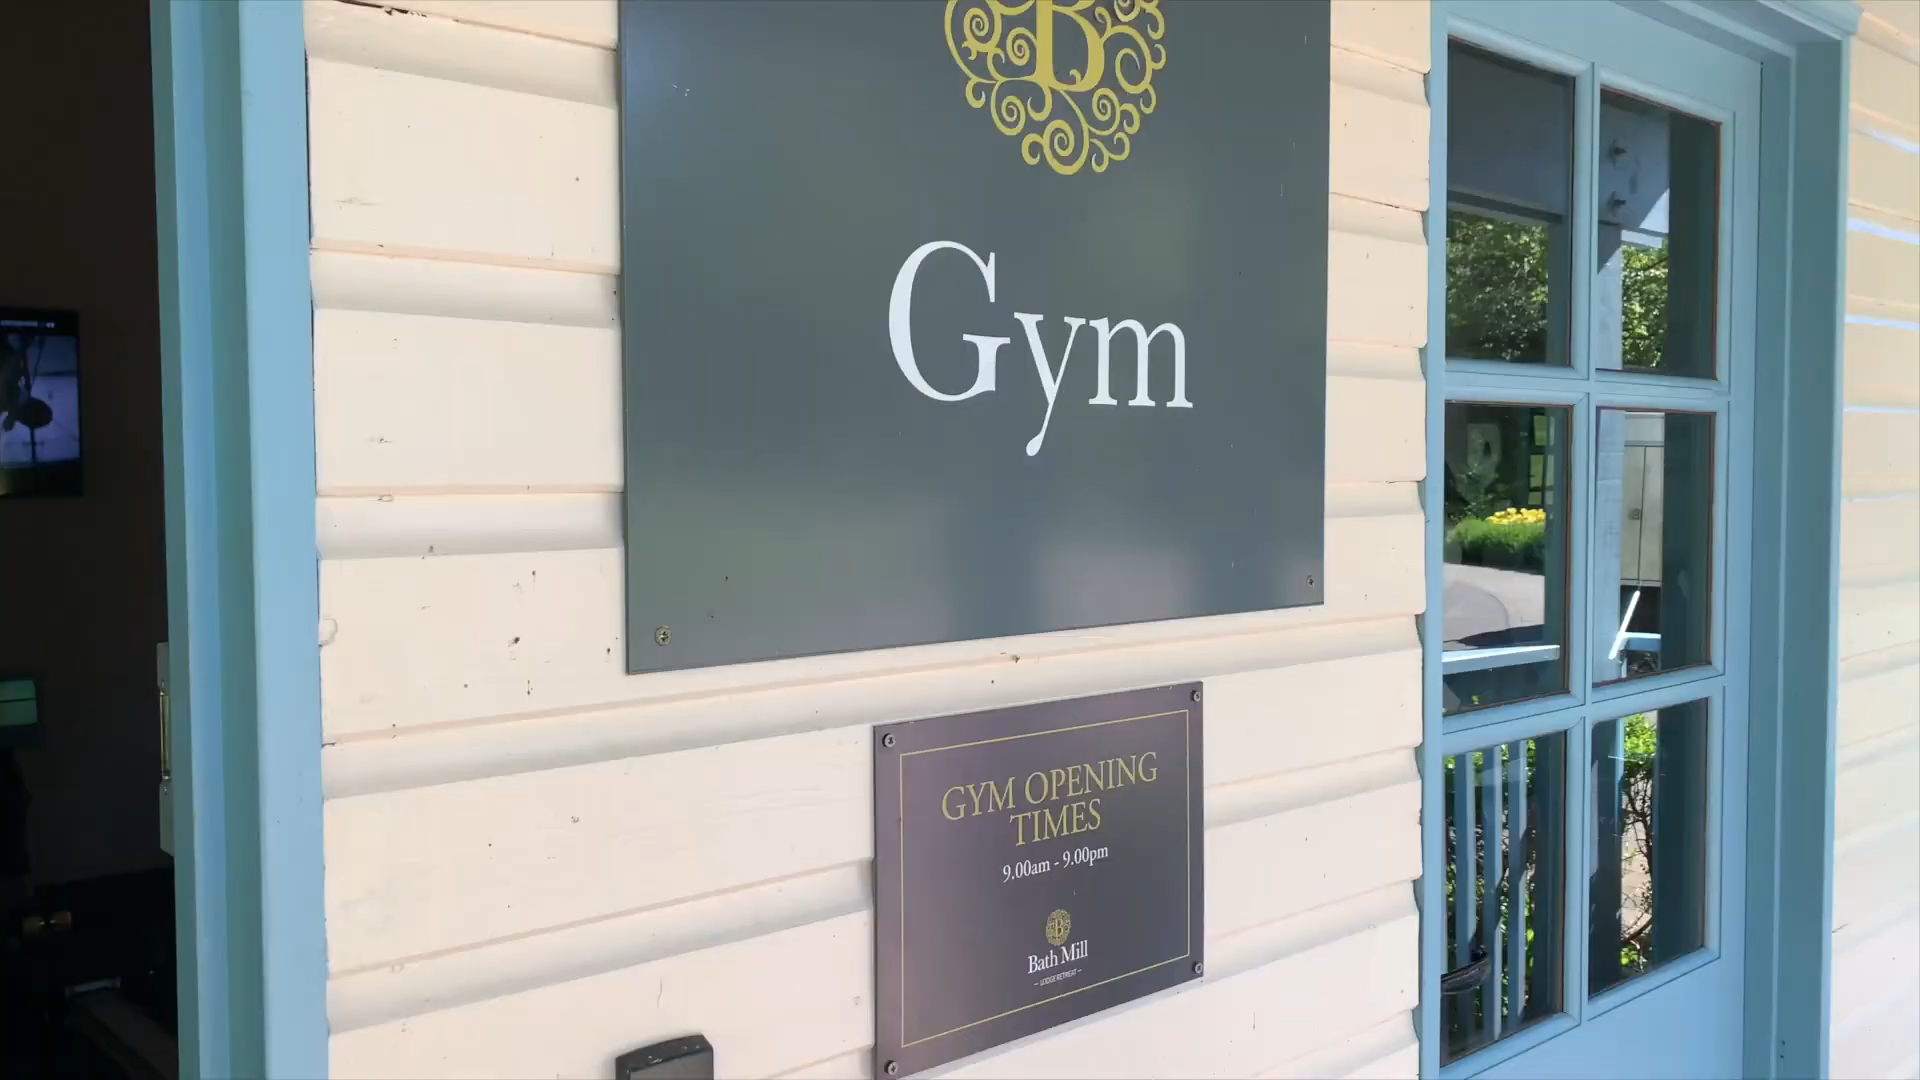 B
Gym
GYM OPENING
TIMES
9.00am - 9.00pm
B
Bath Mill
- LODGE RETREAT -